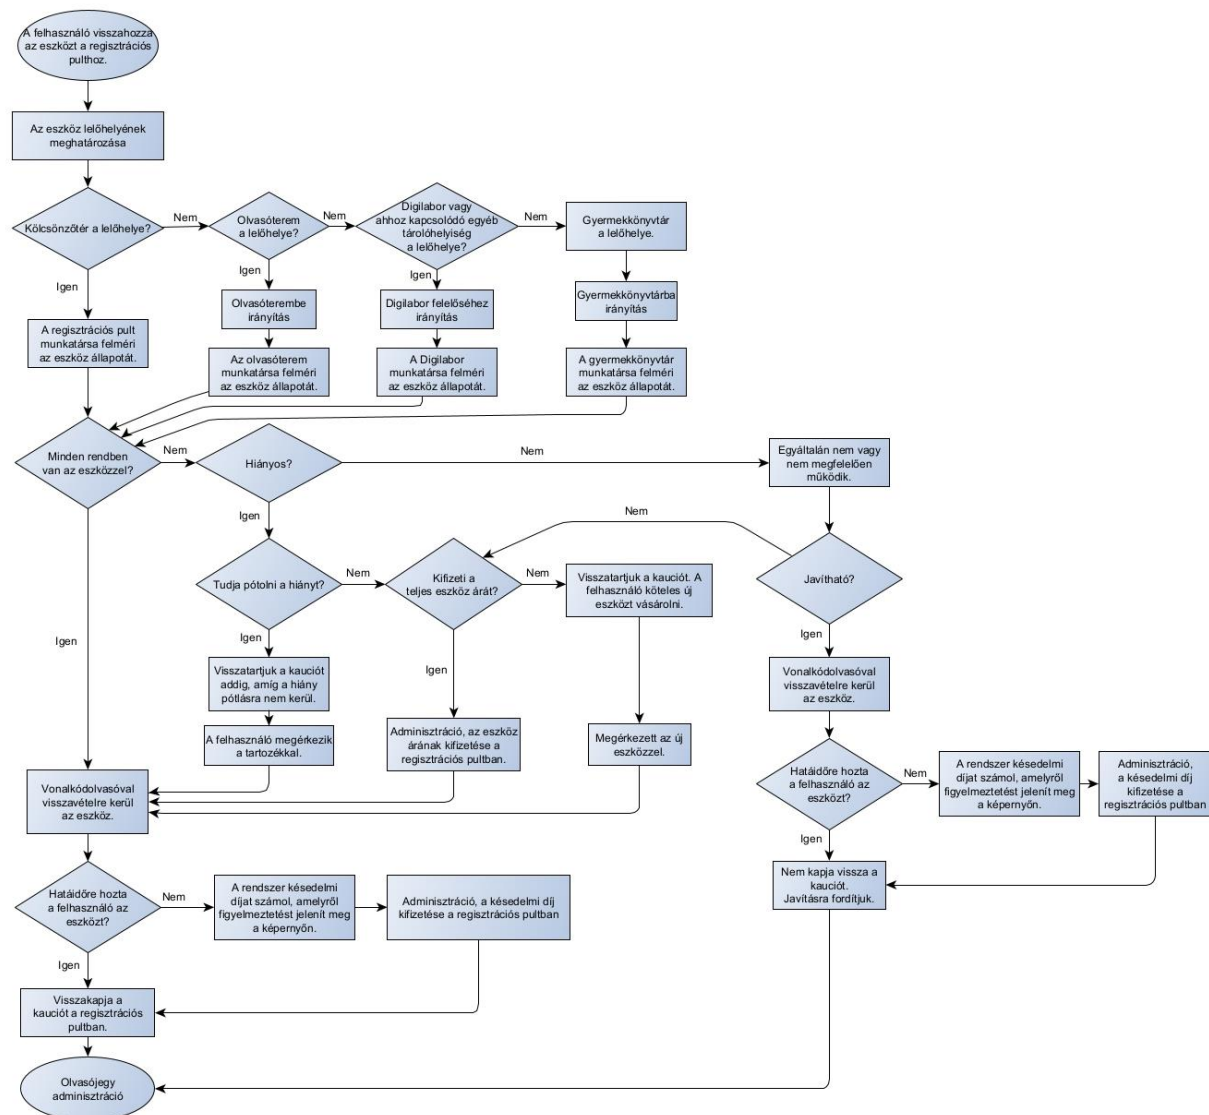 A felhasználó visszahozza
az eszközt a regisztrációs
pulthoz.
Az eszköz lelőhelyének
meghatározása
Kölcsönzőtér a lelőhelye?
Nem
Olvasóterem
a lelőhelye?
Nem
Digilabor vagy
ahhoz kapcsolódó egyéb
tárolóhelyiség
a lelőhelye?
Nem
Gyermekkönyvtár
a lelőhelye.
Igen
Igen
Igen
Olvasóterembe
irányítás
Digilabor felelőséhez
irányítás
Gyermekkönyvtárba
irányítás
A regisztrációs pult
munkatársa felméri
az eszköz állapotát.
Az olvasóterem
munkatársa felméri
az eszköz állapotát.
A Digilabor
munkatársa felméri
az eszköz állapotát.
A gyermekkönyvtár
munkatársa felméri
az eszköz állapotát.
Minden rendben
van az eszközzel?
Nem
Hiányos?
Nem
Egyáltalán nem vagy
nem megfelelően
működik.
Igen
Nem
Tudja pótolni a hiányt?
Nem
Kifizeti a
teljes eszköz árát?
Nem
Visszatartjuk a kauciót. A
felhasználó köteles új
eszközt vásárolni.
Javítható?
Igen
Igen
Igen
Igen
Visszatartjuk a kauciót
addig, amíg a hiány
pótlásra nem kerül.
Vonalkódolvasóval
visszavételre kerül
az eszköz.
A felhasználó megérkezik
a tartozékkal.
Adminisztráció, az eszköz
árának kifizetése a
regisztrációs pultban.
Megérkezett az új
eszközzel.
Vonalkódolvasóval
visszavételre kerül
az eszköz.
Hatáidőre hozta
a felhasználó az
eszközt?
Nem
A rendszer késedelmi
díjat számol, amelyről
figyelmeztetést jelenít meg
a képernyőn.
Adminisztráció,
a késedelmi díj
kifizetése a
regisztrációs pultban
Igen
Nem kapja vissza a
kauciót.
Javításra fordítjuk.
Hatáidőre hozta
a felhasználó az
eszközt?
Nem
A rendszer késedelmi
díjat számol, amelyről
figyelmeztetést jelenít meg
a képernyőn.
Adminisztráció, a késedelmi díj
kifizetése a regisztrációs pultban
Igen
Visszakapja a
kauciót a regisztrációs
pultban.
Olvasójegy
adminisztráció